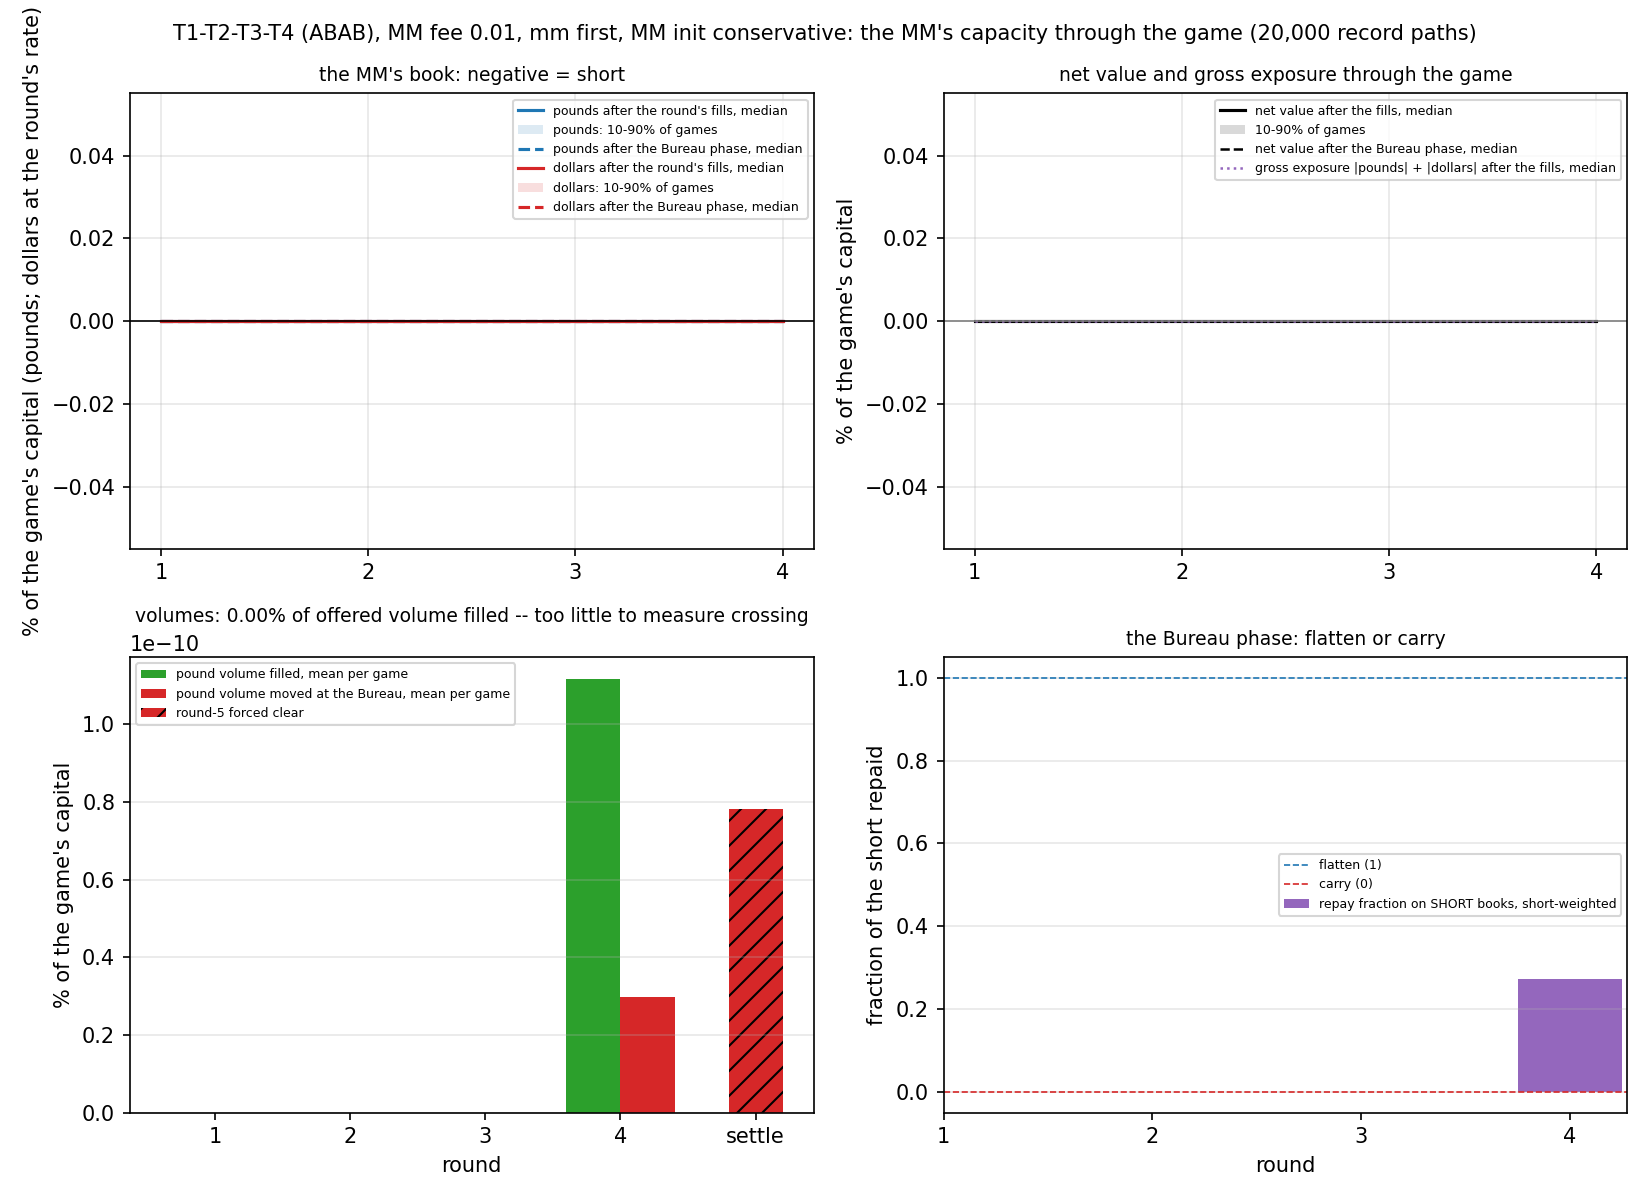 T1-T2-T3-T4 (ABAB), MM fee 0.01, mm first, MM init conservative: the MM's capacity through the game (20,000 record paths)
the MM's book: negative = short
% of the game's capital (pounds; dollars at the round's rate)
0.04
0.02
0.00
−0.02
−0.04
1 2 3 4
pounds after the round's fills, median
pounds: 10-90% of games
pounds after the Bureau phase, median
dollars after the round's fills, median
dollars: 10-90% of games
dollars after the Bureau phase, median
net value and gross exposure through the game
% of the game's capital
0.04
0.02
0.00
−0.02
−0.04
1 2 3 4
net value after the fills, median
10-90% of games
net value after the Bureau phase, median
gross exposure |pounds| + |dollars| after the fills, median
volumes: 0.00% of offered volume filled -- too little to measure crossing
1e−10
% of the game's capital
1.0
0.8
0.6
0.4
0.2
0.0
1 2 3 4 settle
round
pound volume filled, mean per game
pound volume moved at the Bureau, mean per game
round-5 forced clear
the Bureau phase: flatten or carry
fraction of the short repaid
1.0
0.8
0.6
0.4
0.2
0.0
1 2 3 4
round
flatten (1)
carry (0)
repay fraction on SHORT books, short-weighted